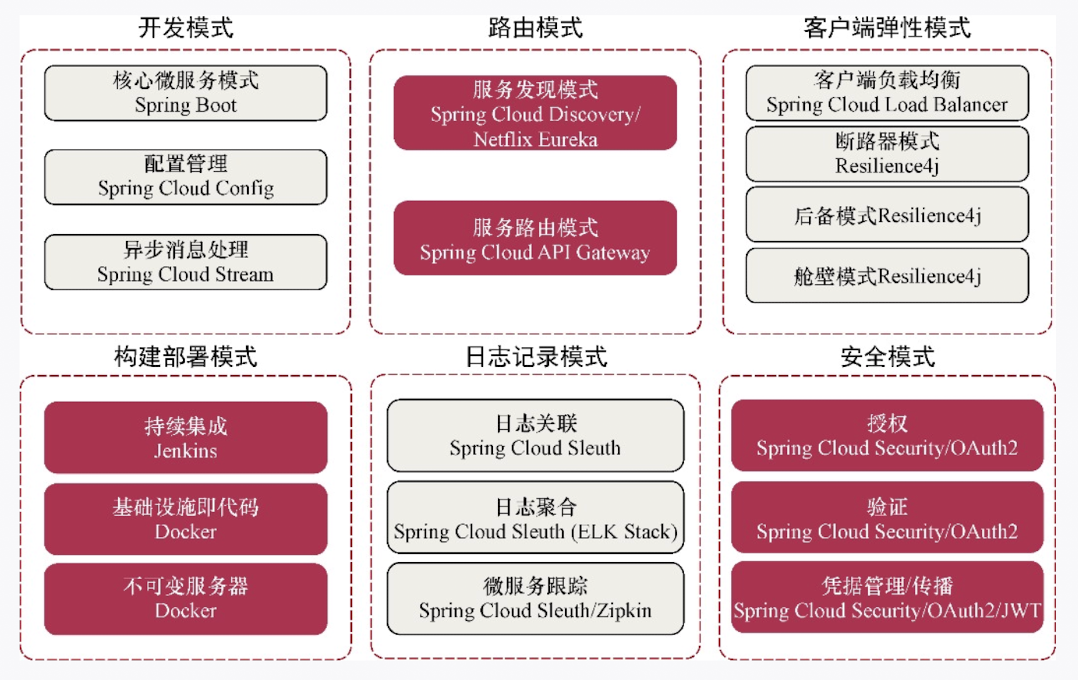 开发模式
核心微服务模式
Spring Boot
配置管理
Spring Cloud Config
异步消息处理
Spring Cloud Stream
路由模式
服务发现模式
Spring Cloud Discovery/
Netflix Eureka
服务路由模式
Spring Cloud API Gateway
客户端弹性模式
客户端负载均衡
Spring Cloud Load Balancer
断路器模式
Resilience4j
后备模式Resilience4j
舱壁模式Resilience4j
构建部署模式
持续集成
Jenkins
基础设施即代码
Docker
不可变服务器
Docker
日志记录模式
日志关联
Spring Cloud Sleuth
日志聚合
Spring Cloud Sleuth (ELK Stack)
微服务跟踪
Spring Cloud Sleuth/Zipkin
安全模式
授权
Spring Cloud Security/OAuth2
验证
Spring Cloud Security/OAuth2
凭据管理/传播
Spring Cloud Security/OAuth2/JWT